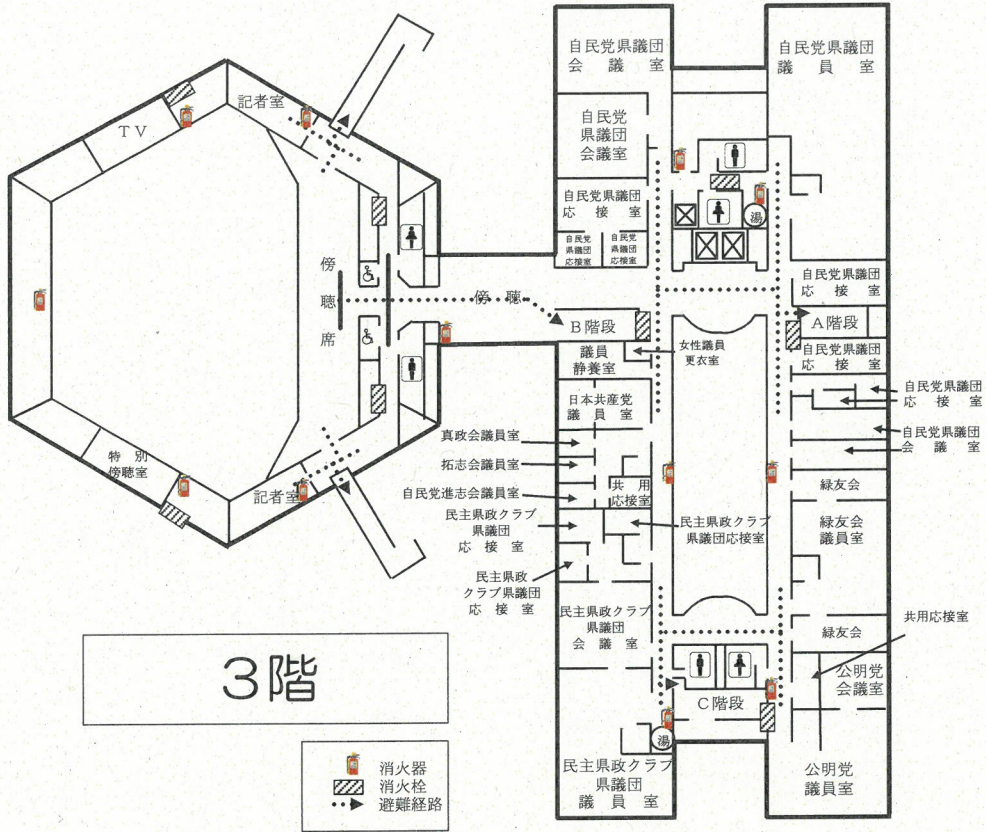 自民党県議団
会議室
自民党県議団
議員室
記者室
TV
自民党
県議団
会議室
自民党県議団
応接室
自民党
県議団
応接室
自民党
県議団
応接室
湯
自民党県議団
応接室
傍聴席
傍聴
B階段
A階段
議員
静養室
女性議員
更衣室
自民党県議団
応接室
日本共産党
議員室
自民党県議団
応接室
真政会議員室
自民党県議団
会議室
拓志会議員室
特別
傍聴室
自民党進志会議員室
共用
応接室
緑友会
記者室
民主県政クラブ
県議団
応接室
民主県政クラブ
県議団応接室
緑友会
議員室
民主県政
クラブ県議団
応接室
民主県政クラブ
県議団
会議室
共用応接室
緑友会
3階
公明党
会議室
C階段
湯
民主県政クラブ
県議団
議員室
公明党
議員室
消火器
消火栓
避難経路